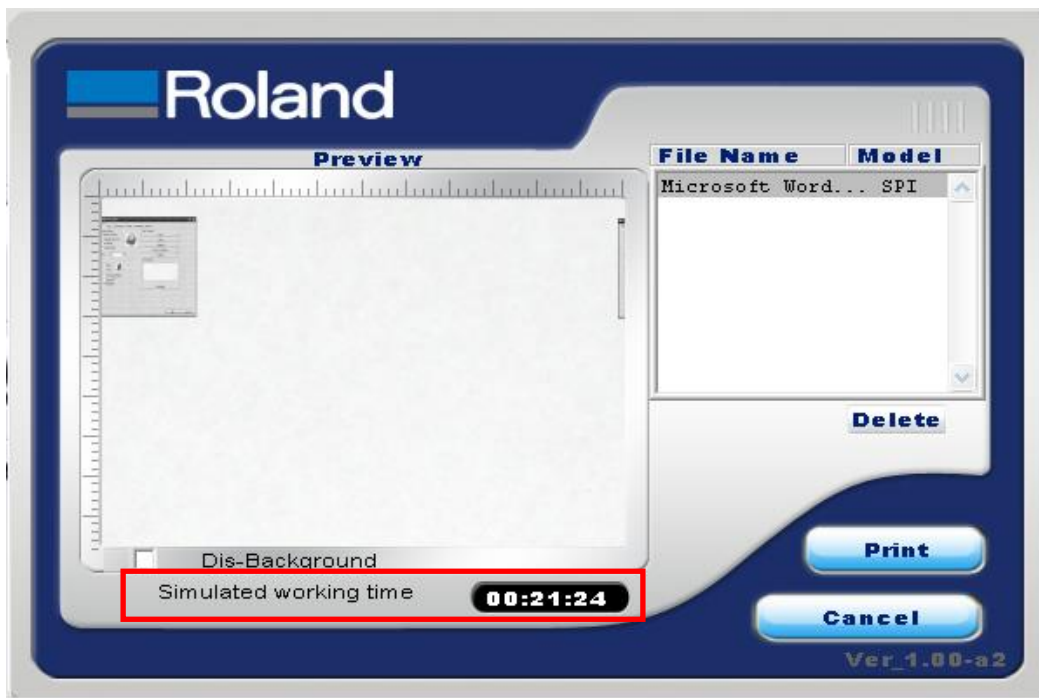 Roland
Preview
File Name Model
Microsoft Word... SPI
Delete
Dis-Background
Simulated working time 00:21:24
Print
Cancel
Ver_1.00-a2